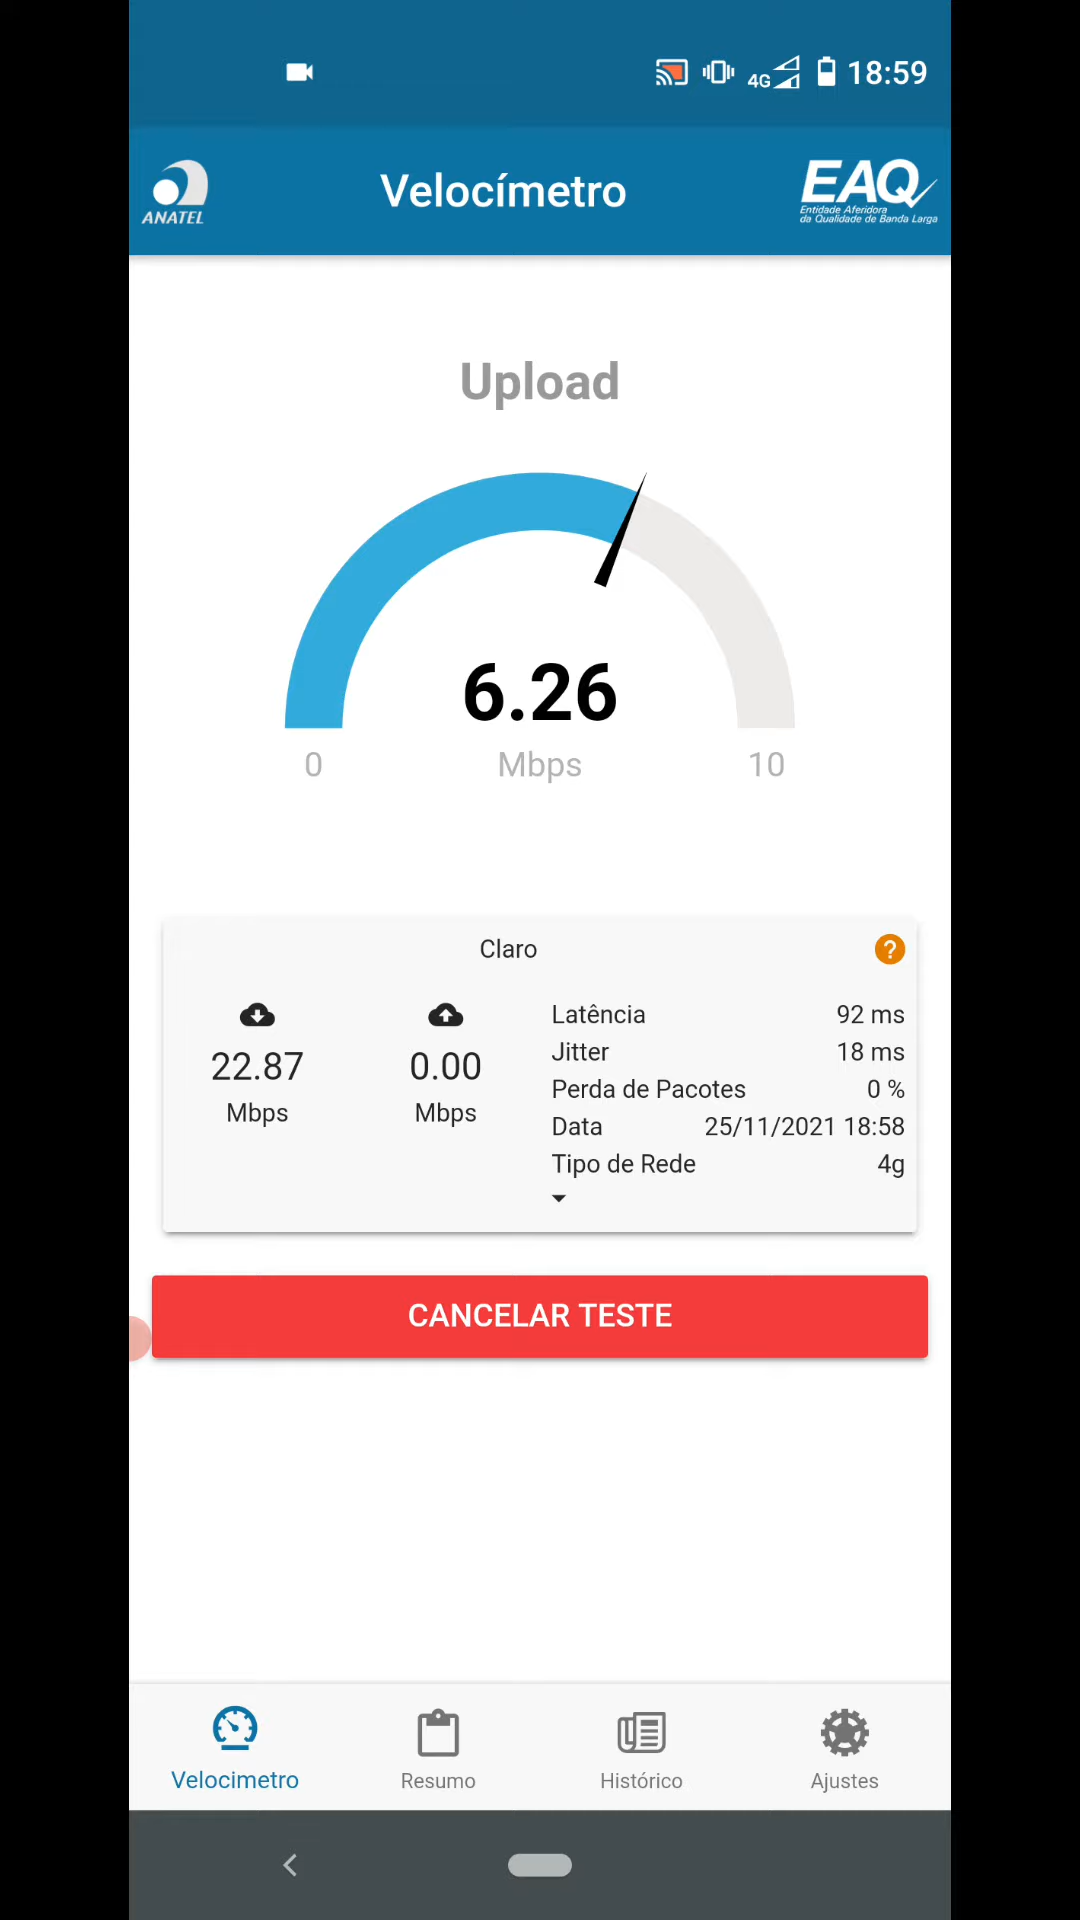 4G 18:59
ANATEL
Velocímetro
EAQ
Entidade Aferidora
da Qualidade de Banda Larga
Upload
6.26
0 Mbps 10
Claro
?
22.87
Mbps
0.00
Mbps
Latência 92 ms
Jitter 18 ms
Perda de Pacotes 0 %
Data 25/11/2021 18:58
Tipo de Rede 4g
CANCELAR TESTE
Velocimetro Resumo Histórico Ajustes